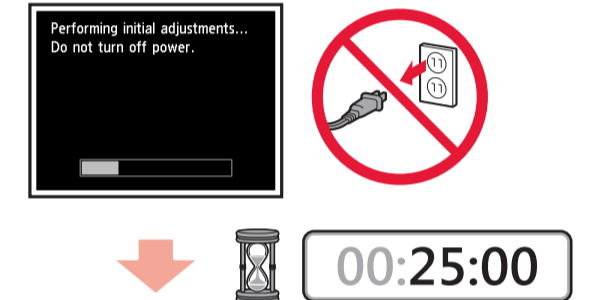 Performing initial adjustments...
Do not turn off power.
00:25:00